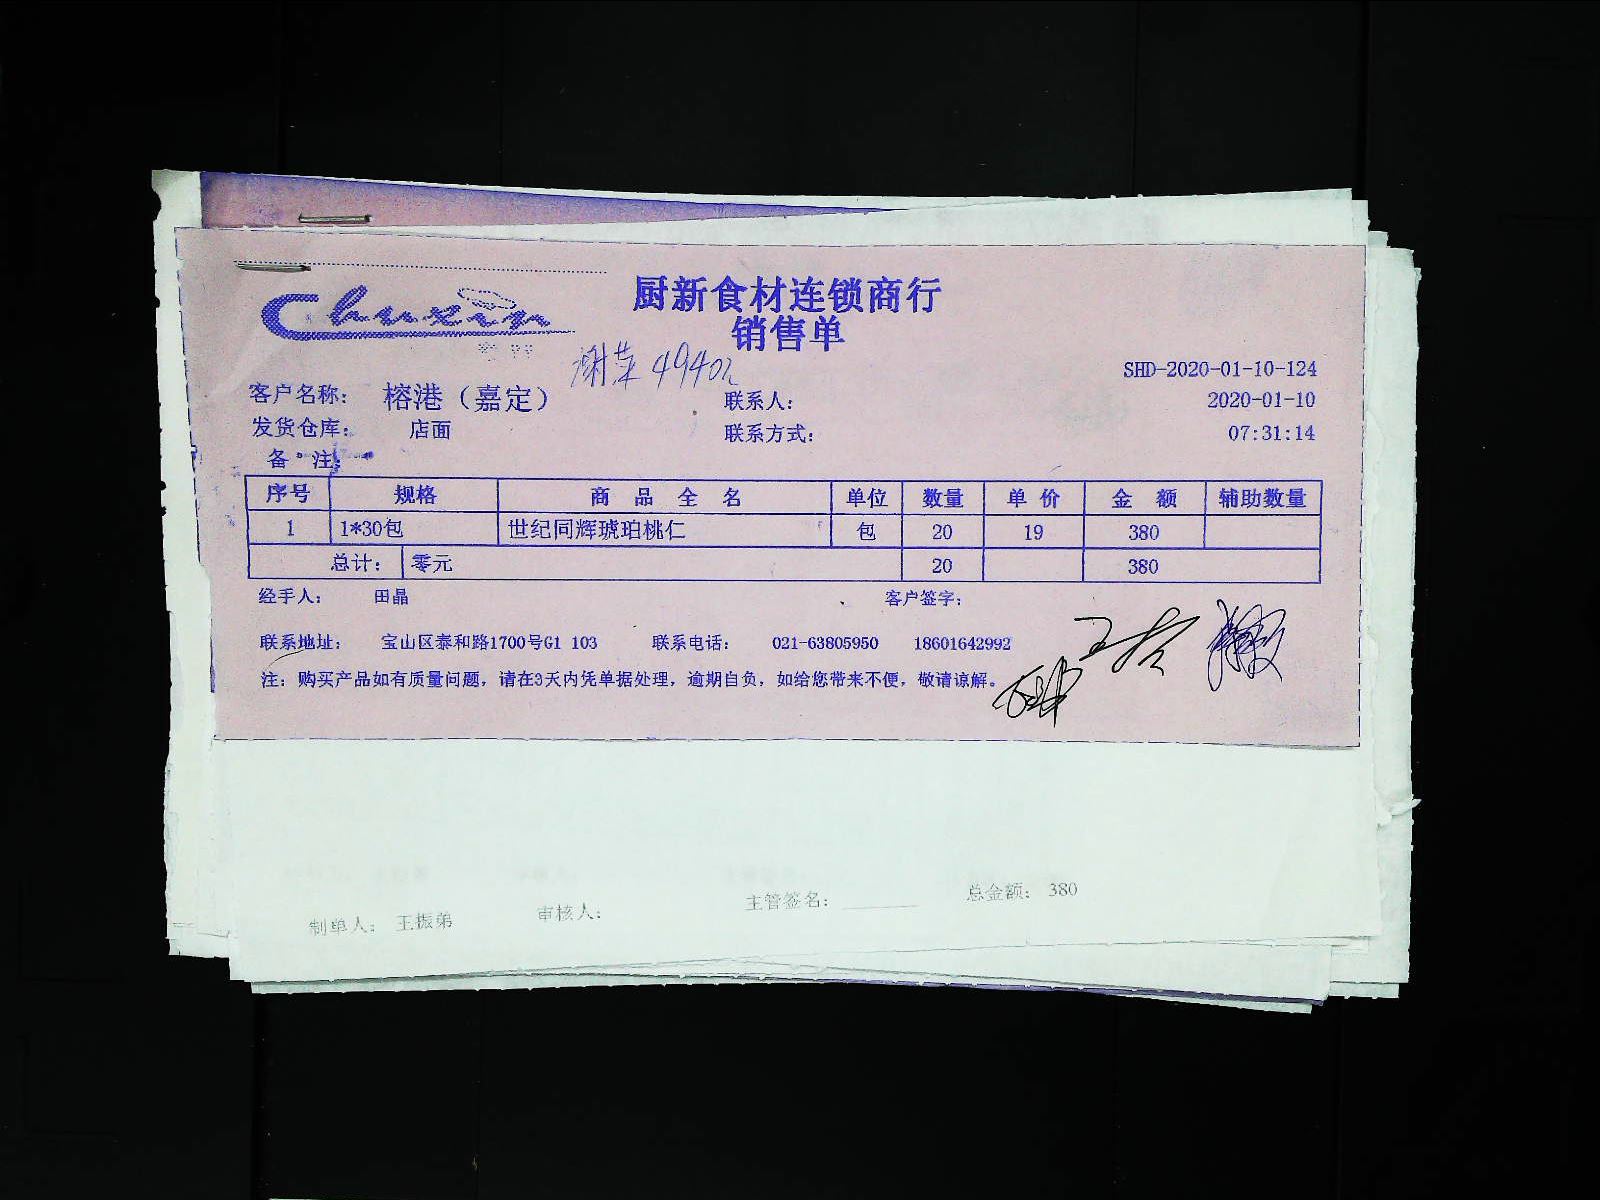 Chuxin
厨新食材连锁商行
销售单
SHD-2020-01-10-124
客户名称： 榕港（嘉定） 联系人： 2020-01-10
发货仓库： 店面 联系方式： 07:31:14
备 注：
序号 规格 商 品 全 名 单位 数量 单 价 金 额 辅助数量
1 1*30包 世纪同辉琥珀桃仁 包 20 19 380
总计： 零元 20 380
经手人： 田晶 客户签字：
联系地址： 宝山区泰和路1700号G1 103 联系电话： 021-63805950 18601642992
注：购买产品如有质量问题，请在3天内凭单据处理，逾期自负，如给您带来不便，敬请谅解。
制单人： 王振弟 审核人： 主管签名： 总金额： 380